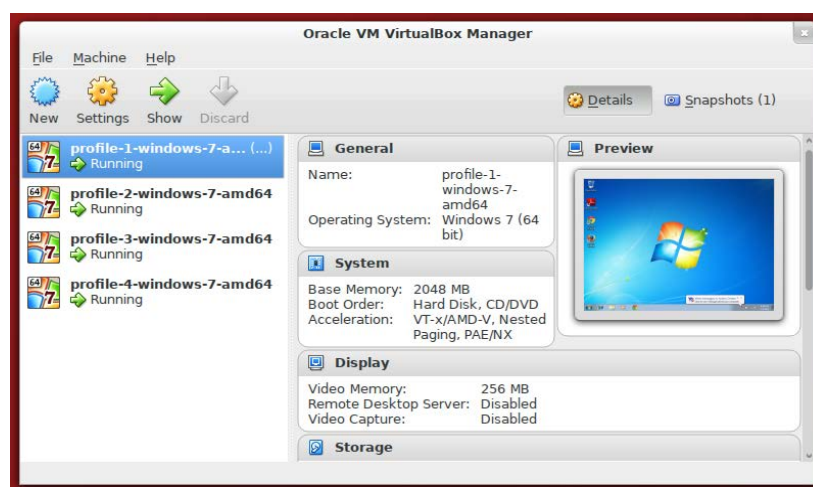 Oracle VM VirtualBox Manager
File Machine Help
New Settings Show Discard
Details Snapshots (1)
profile-1-windows-7-a... (...)
Running
profile-2-windows-7-amd64
Running
profile-3-windows-7-amd64
Running
profile-4-windows-7-amd64
Running
General
Name: profile-1-
windows-7-
amd64
Operating System: Windows 7 (64
bit)
Preview
System
Base Memory: 2048 MB
Boot Order: Hard Disk, CD/DVD
Acceleration: VT-x/AMD-V, Nested
Paging, PAE/NX
Display
Video Memory: 256 MB
Remote Desktop Server: Disabled
Video Capture: Disabled
Storage